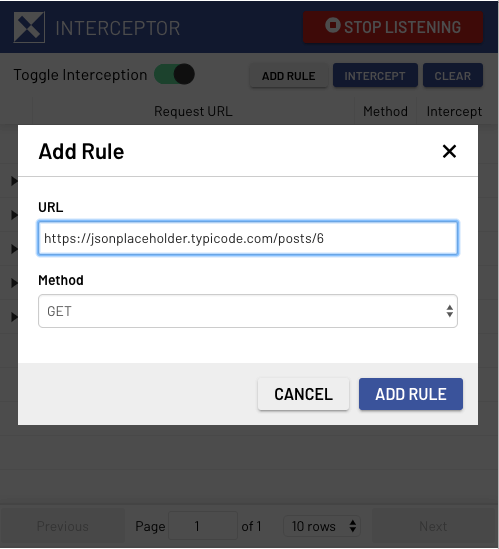 INTERCEPTOR
STOP LISTENING
Toggle Interception
ADD RULE
INTERCEPT
CLEAR
Request URL
Method
Intercept
Add Rule
URL
https://jsonplaceholder.typicode.com/posts/6
Method
GET
CANCEL
ADD RULE
Previous
Page
1
of 1
10 rows
Next